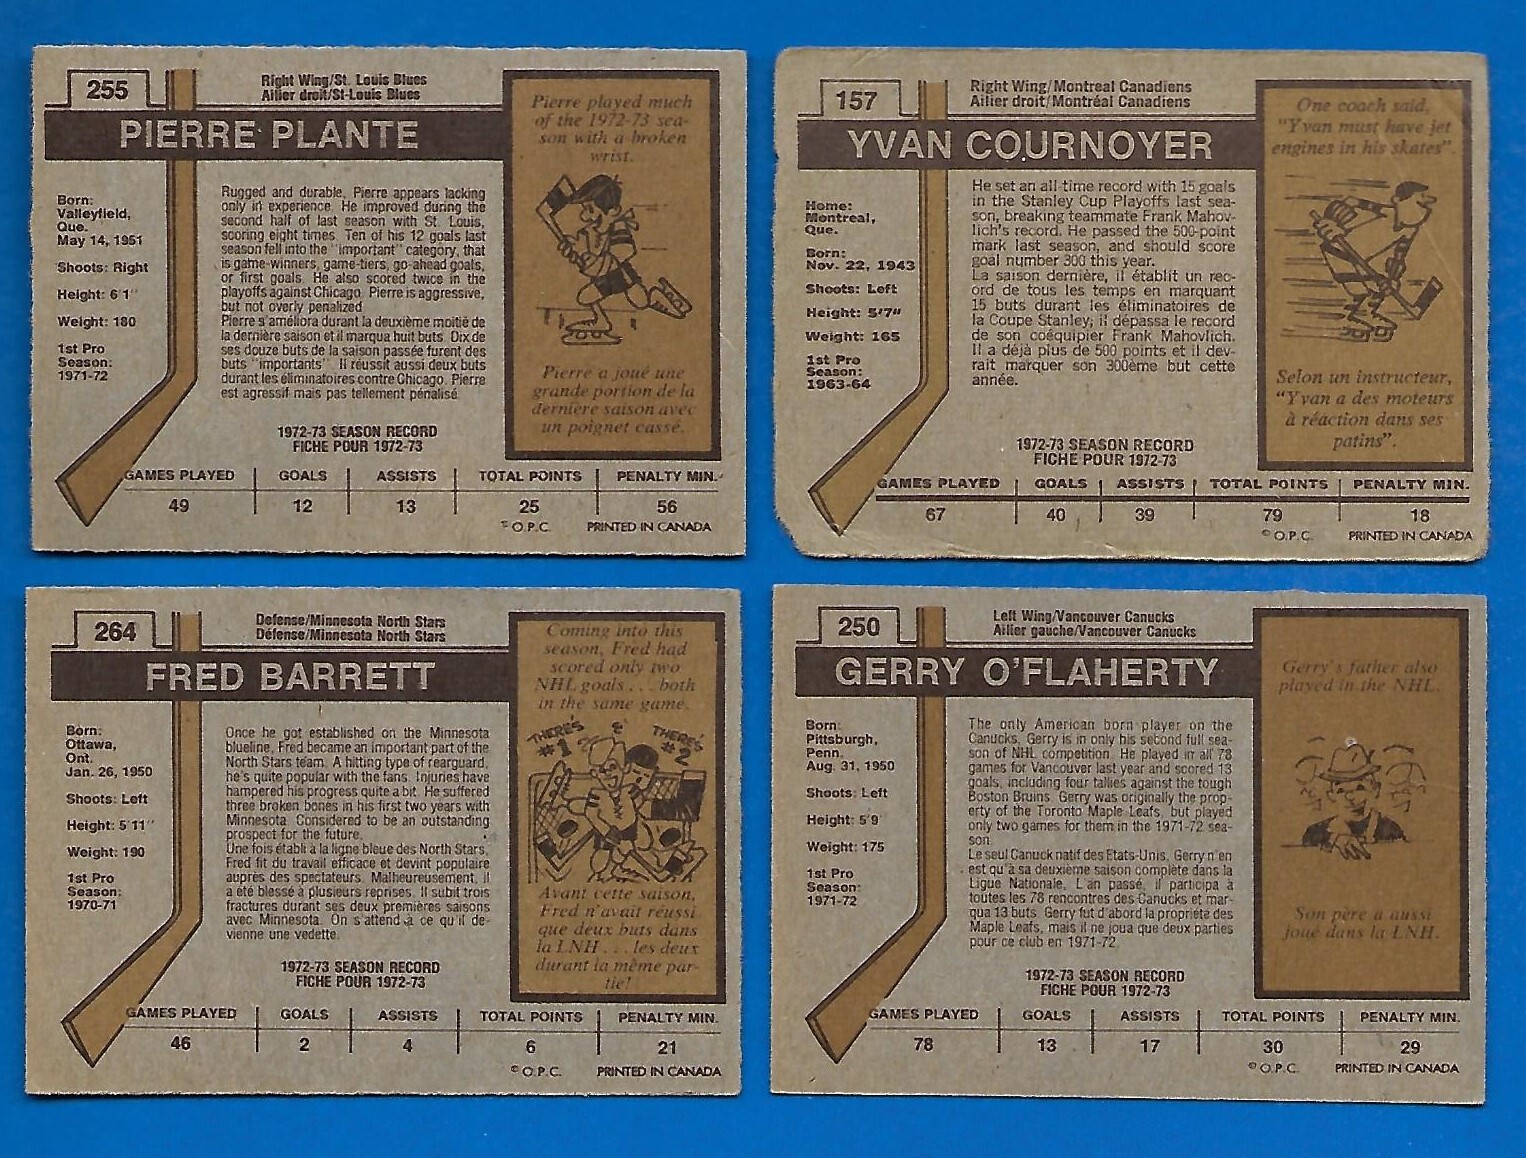 255
Right Wing/St. Louis Blues
Ailier droit/St-Louis Blues
PIERRE PLANTE
Born:
Valleyfield,
Que.
May 14, 1951
Shoots: Right
Height: 6'1"
Weight: 180
1st Pro
Season:
1971-72
Rugged and durable, Pierre appears lacking
only in experience. He improved during the
second half of last season with St. Louis,
scoring eight times. Ten of his 12 goals last
season fell into the "important" category, that
is game-winners, game-tiers, go-ahead goals,
or first goals. He also scored twice in the
playoffs against Chicago. Pierre is aggressive,
but not overly penalized.
Pierre s'améliora durant la deuxième moitié de
la dernière saison et il marqua huit buts. Dix de
ses douze buts de la saison passée furent des
buts "importants". Il réussit aussi deux buts
durant les éliminatoires contre Chicago. Pierre
est agressif mais pas tellement pénalisé.
Pierre played much
of the 1972-73 sea-
son with a broken
wrist.
Pierre a joué une
grande portion de la
dernière saison avec
un poignet cassé.
1972-73 SEASON RECORD
FICHE POUR 1972-73
GAMES PLAYED GOALS ASSISTS TOTAL POINTS PENALTY MIN.
49 12 13 25 56
© O.P.C. PRINTED IN CANADA
157
Right Wing/Montreal Canadiens
Ailier droit/Montréal Canadiens
YVAN COURNOYER
Home:
Montreal,
Que.
Born:
Nov. 22, 1943
Shoots: Left
Height: 5'7"
Weight: 165
1st Pro
Season:
1963-64
He set an all-time record with 15 goals
in the Stanley Cup Playoffs last sea-
son, breaking teammate Frank Mahov-
lich's record. He passed the 500-point
mark last season, and should score
goal number 300 this year.
La saison dernière, il établit un rec-
ord de tous les temps en marquant
15 buts durant les éliminatoires de
la Coupe Stanley; il dépassa le record
de son coéquipier Frank Mahovlich.
Il a déjà plus de 500 points et il dev-
rait marquer son 300ème but cette
année.
One coach said,
"Yvan must have jet
engines in his skates".
Selon un instructeur,
"Yvan a des moteurs
à réaction dans ses
patins".
1972-73 SEASON RECORD
FICHE POUR 1972-73
GAMES PLAYED GOALS ASSISTS TOTAL POINTS PENALTY MIN.
67 40 39 79 18
© O.P.C. PRINTED IN CANADA
264
Defense/Minnesota North Stars
Défense/Minnesota North Stars
FRED BARRETT
Born:
Ottawa,
Ont.
Jan. 26, 1950
Shoots: Left
Height: 5'11"
Weight: 190
1st Pro
Season:
1970-71
Once he got established on the Minnesota
blueline, Fred became an important part of the
North Stars team. A hitting type of rearguard,
he's quite popular with the fans. Injuries have
hampered his progress quite a bit. He suffered
three broken bones in his first two years with
Minnesota. Considered to be an outstanding
prospect for the future.
Une fois établi à la ligne bleue des North Stars,
Fred fit du travail efficace et devint populaire
auprès des spectateurs. Malheureusement, il
a été blessé à plusieurs reprises. Il subit trois
fractures durant ses deux premières saisons
avec Minnesota. On s'attend à ce qu'il de-
vienne une vedette.
Coming into this
season, Fred had
scored only two
NHL goals . . . both
in the same game.
THERE'S
#1
THERE'S
#2
Avant cette saison,
Fred n'avait réussi
que deux buts dans
la LNH . . . les deux
durant la même par-
tie!
1972-73 SEASON RECORD
FICHE POUR 1972-73
GAMES PLAYED GOALS ASSISTS TOTAL POINTS PENALTY MIN.
46 2 4 6 21
© O.P.C. PRINTED IN CANADA
250
Left Wing/Vancouver Canucks
Ailier gauche/Vancouver Canucks
GERRY O'FLAHERTY
Born:
Pittsburgh,
Penn.
Aug. 31, 1950
Shoots: Left
Height: 5'9
Weight: 175
1st Pro
Season:
1971-72
The only American born player on the
Canucks, Gerry is in only his second full sea-
son of NHL competition. He played in all 78
games for Vancouver last year and scored 13
goals, including four tallies against the tough
Boston Bruins. Gerry was originally the prop-
erty of the Toronto Maple Leafs, but played
only two games for them in the 1971-72 sea-
son.
Le seul Canuck natif des Etats-Unis, Gerry n'en
est qu'à sa deuxième saison complète dans la
Ligue Nationale. L'an passé, il participa à
toutes les 78 rencontres des Canucks et mar-
qua 13 buts. Gerry fut d'abord la propriété des
Maple Leafs, mais il ne joua que deux parties
pour ce club en 1971-72.
Gerry's father also
played in the NHL.
Son père a aussi
joué dans la LNH.
1972-73 SEASON RECORD
FICHE POUR 1972-73
GAMES PLAYED GOALS ASSISTS TOTAL POINTS PENALTY MIN.
78 13 17 30 29
© O.P.C. PRINTED IN CANADA